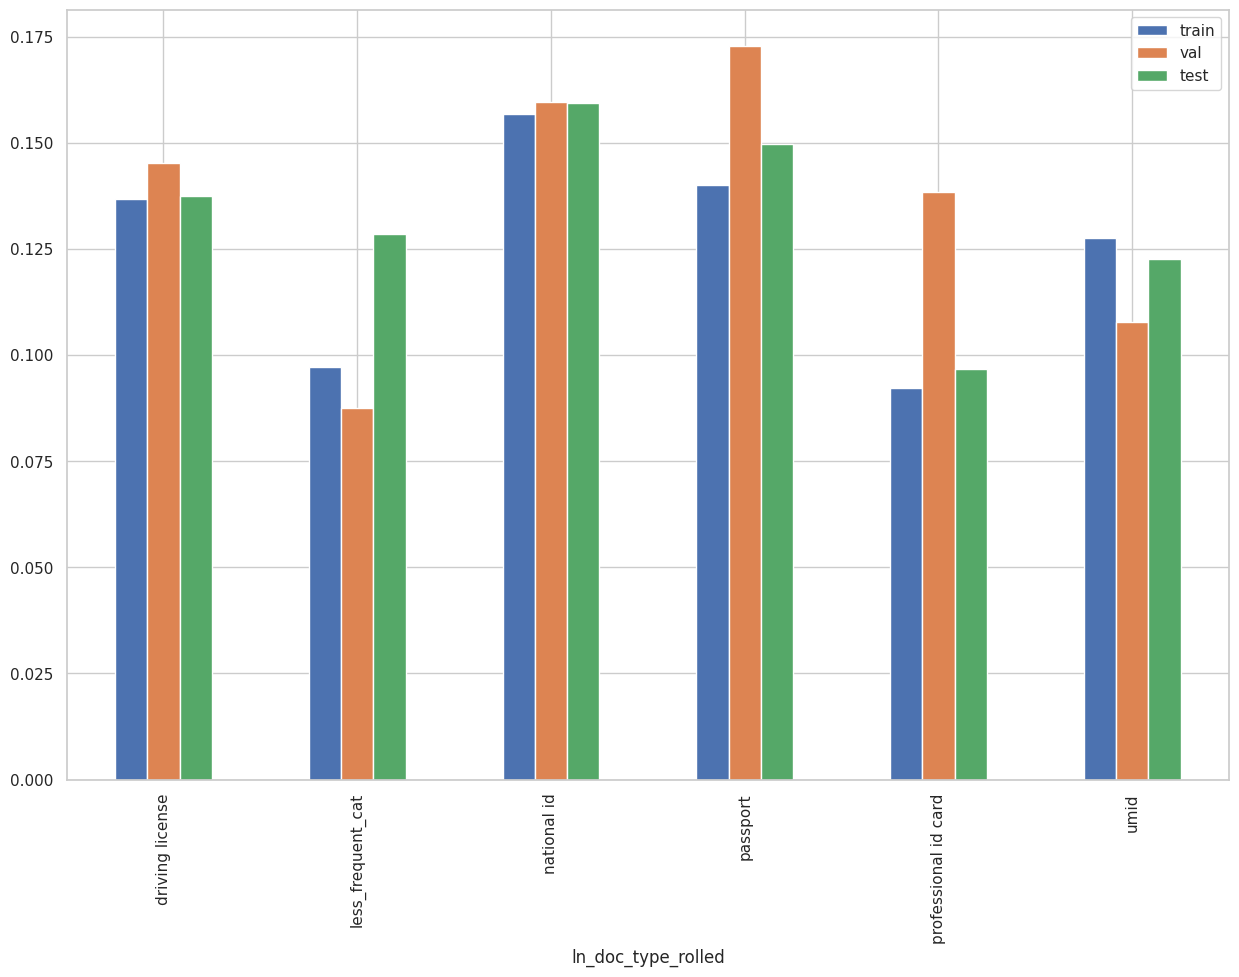 0.175
0.150
0.125
0.100
0.075
0.050
0.025
0.000
train
val
test
driving license
less_frequent_cat
national id
passport
professional id card
umid
ln_doc_type_rolled